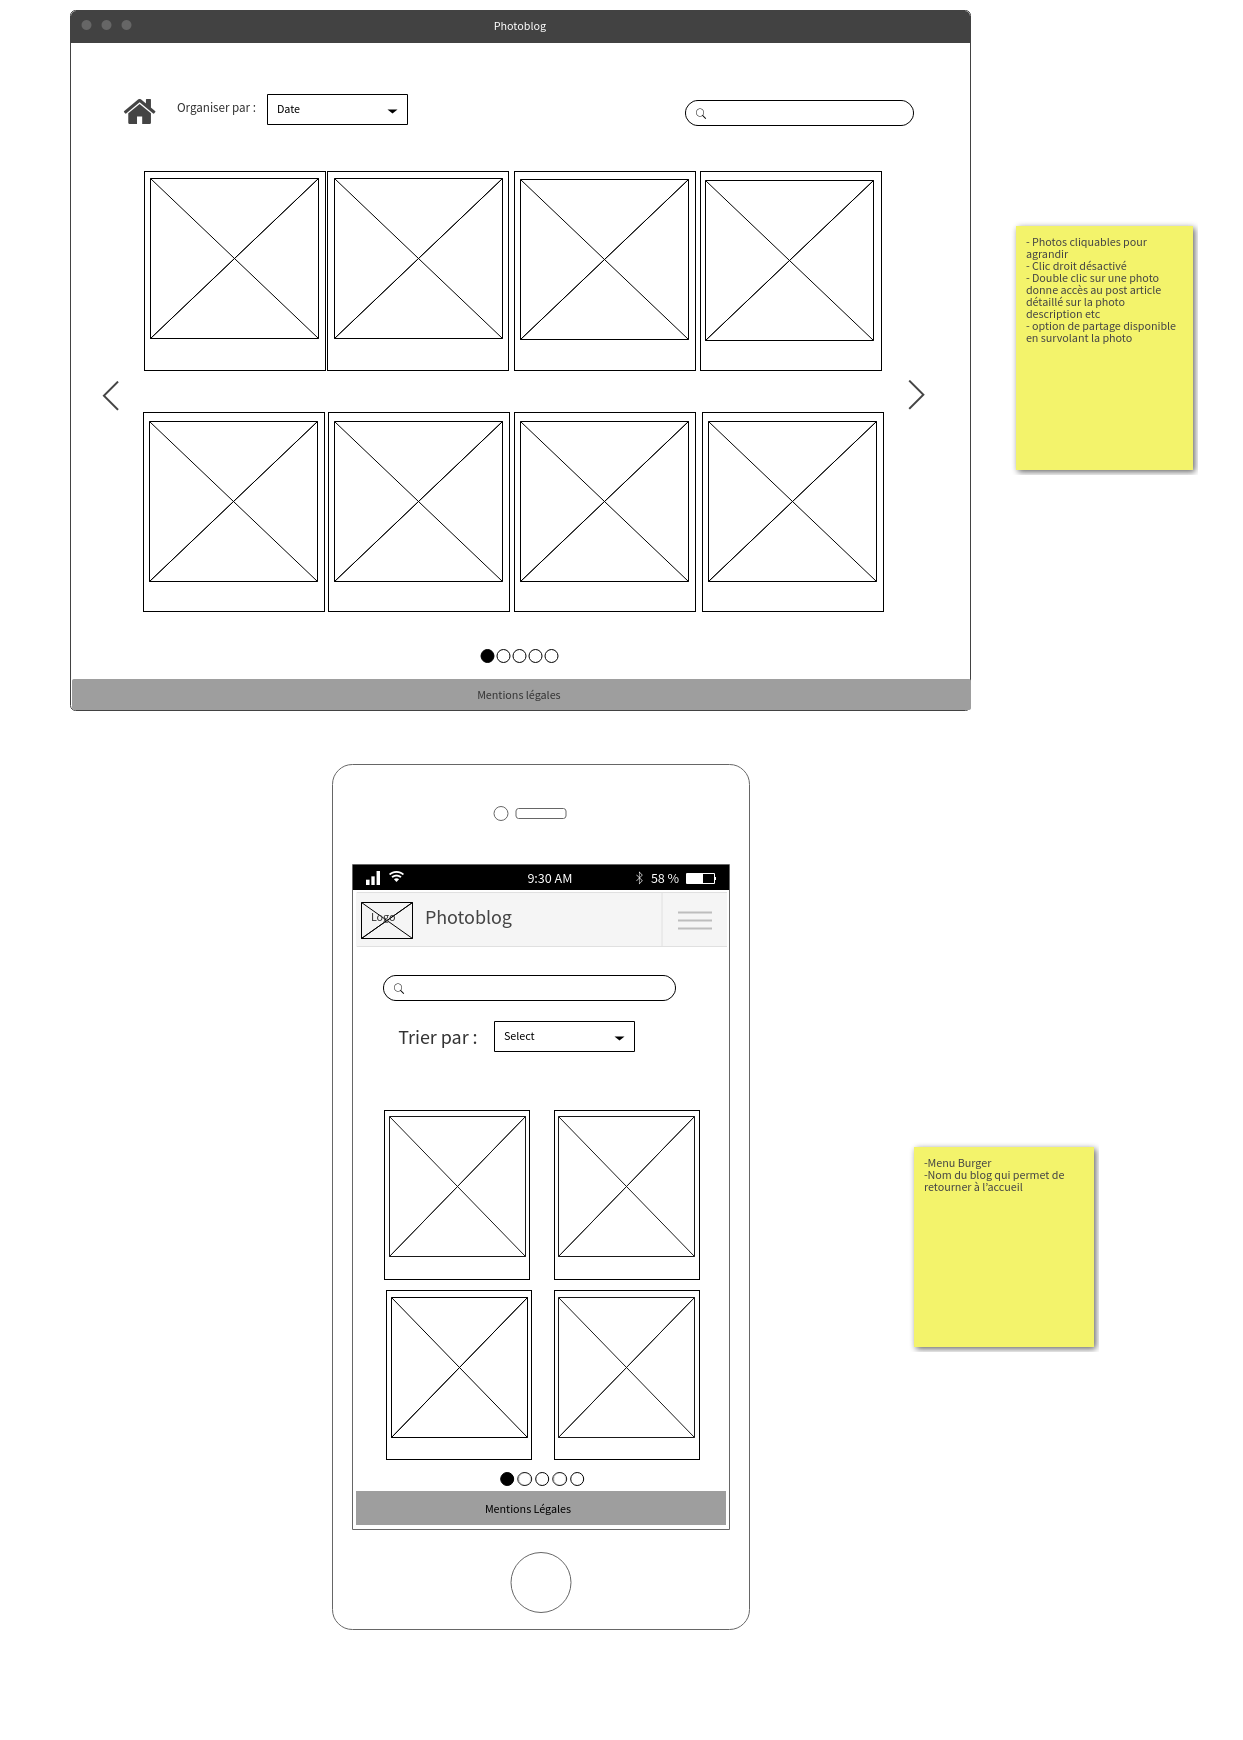 Photoblog
Organiser par :
Date
- Photos cliquables pour
agrandir
- Clic droit désactivé
- Double clic sur une photo
donne accès au post article
détaillé sur la photo
description etc
- option de partage disponible
en survolant la photo
Mentions légales
9:30 AM
58 %
Logo
Photoblog
Trier par :
Select
-Menu Burger
-Nom du blog qui permet de
retourner à l'accueil
Mentions Légales